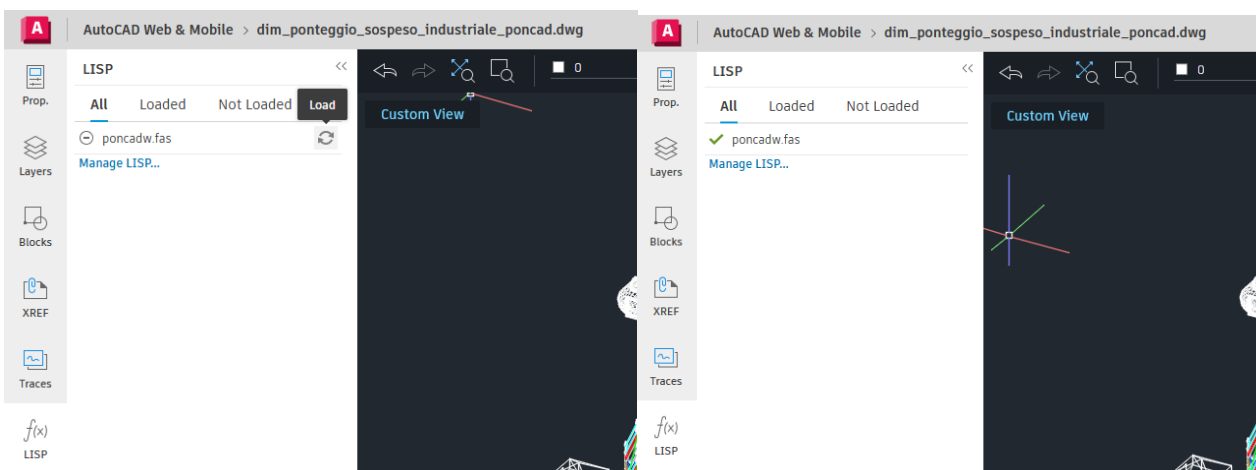 A AutoCAD Web & Mobile > dim_ponteggio_sospeso_industriale_poncad.dwg
Prop.
Layers
Blocks
XREF
Traces
f(x)
LISP
LISP <<
All Loaded Not Loaded Load
poncadw.fas
Manage LISP...
0
Custom View
A AutoCAD Web & Mobile > dim_ponteggio_sospeso_industriale_poncad.dwg
Prop.
Layers
Blocks
XREF
Traces
f(x)
LISP
LISP <<
All Loaded Not Loaded
poncadw.fas
Manage LISP...
0
Custom View